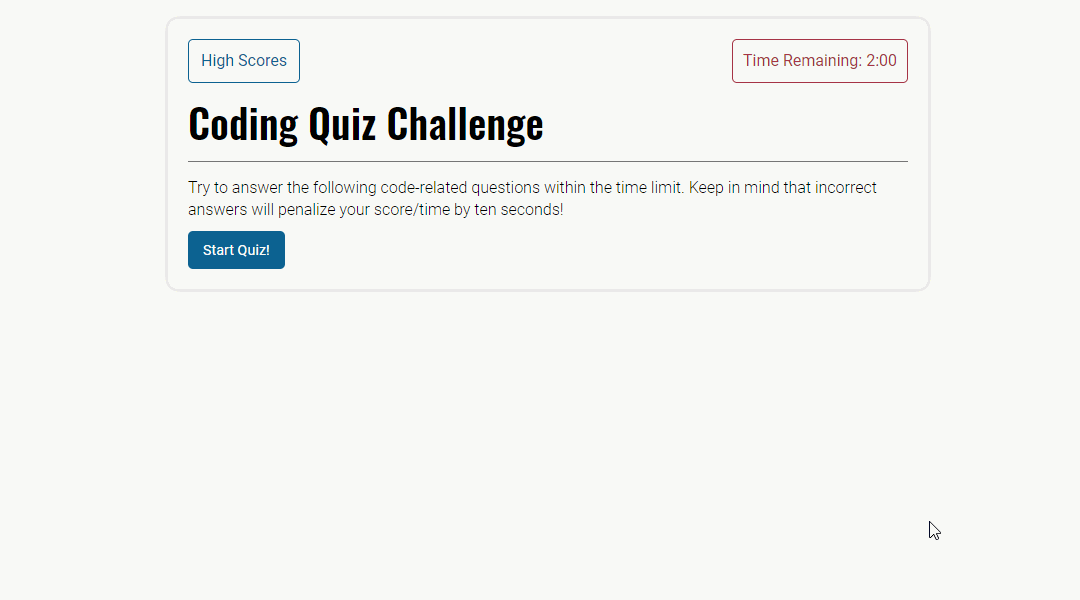 High Scores
Time Remaining: 2:00
Coding Quiz Challenge
Try to answer the following code-related questions within the time limit. Keep in mind that incorrect
answers will penalize your score/time by ten seconds!
Start Quiz!